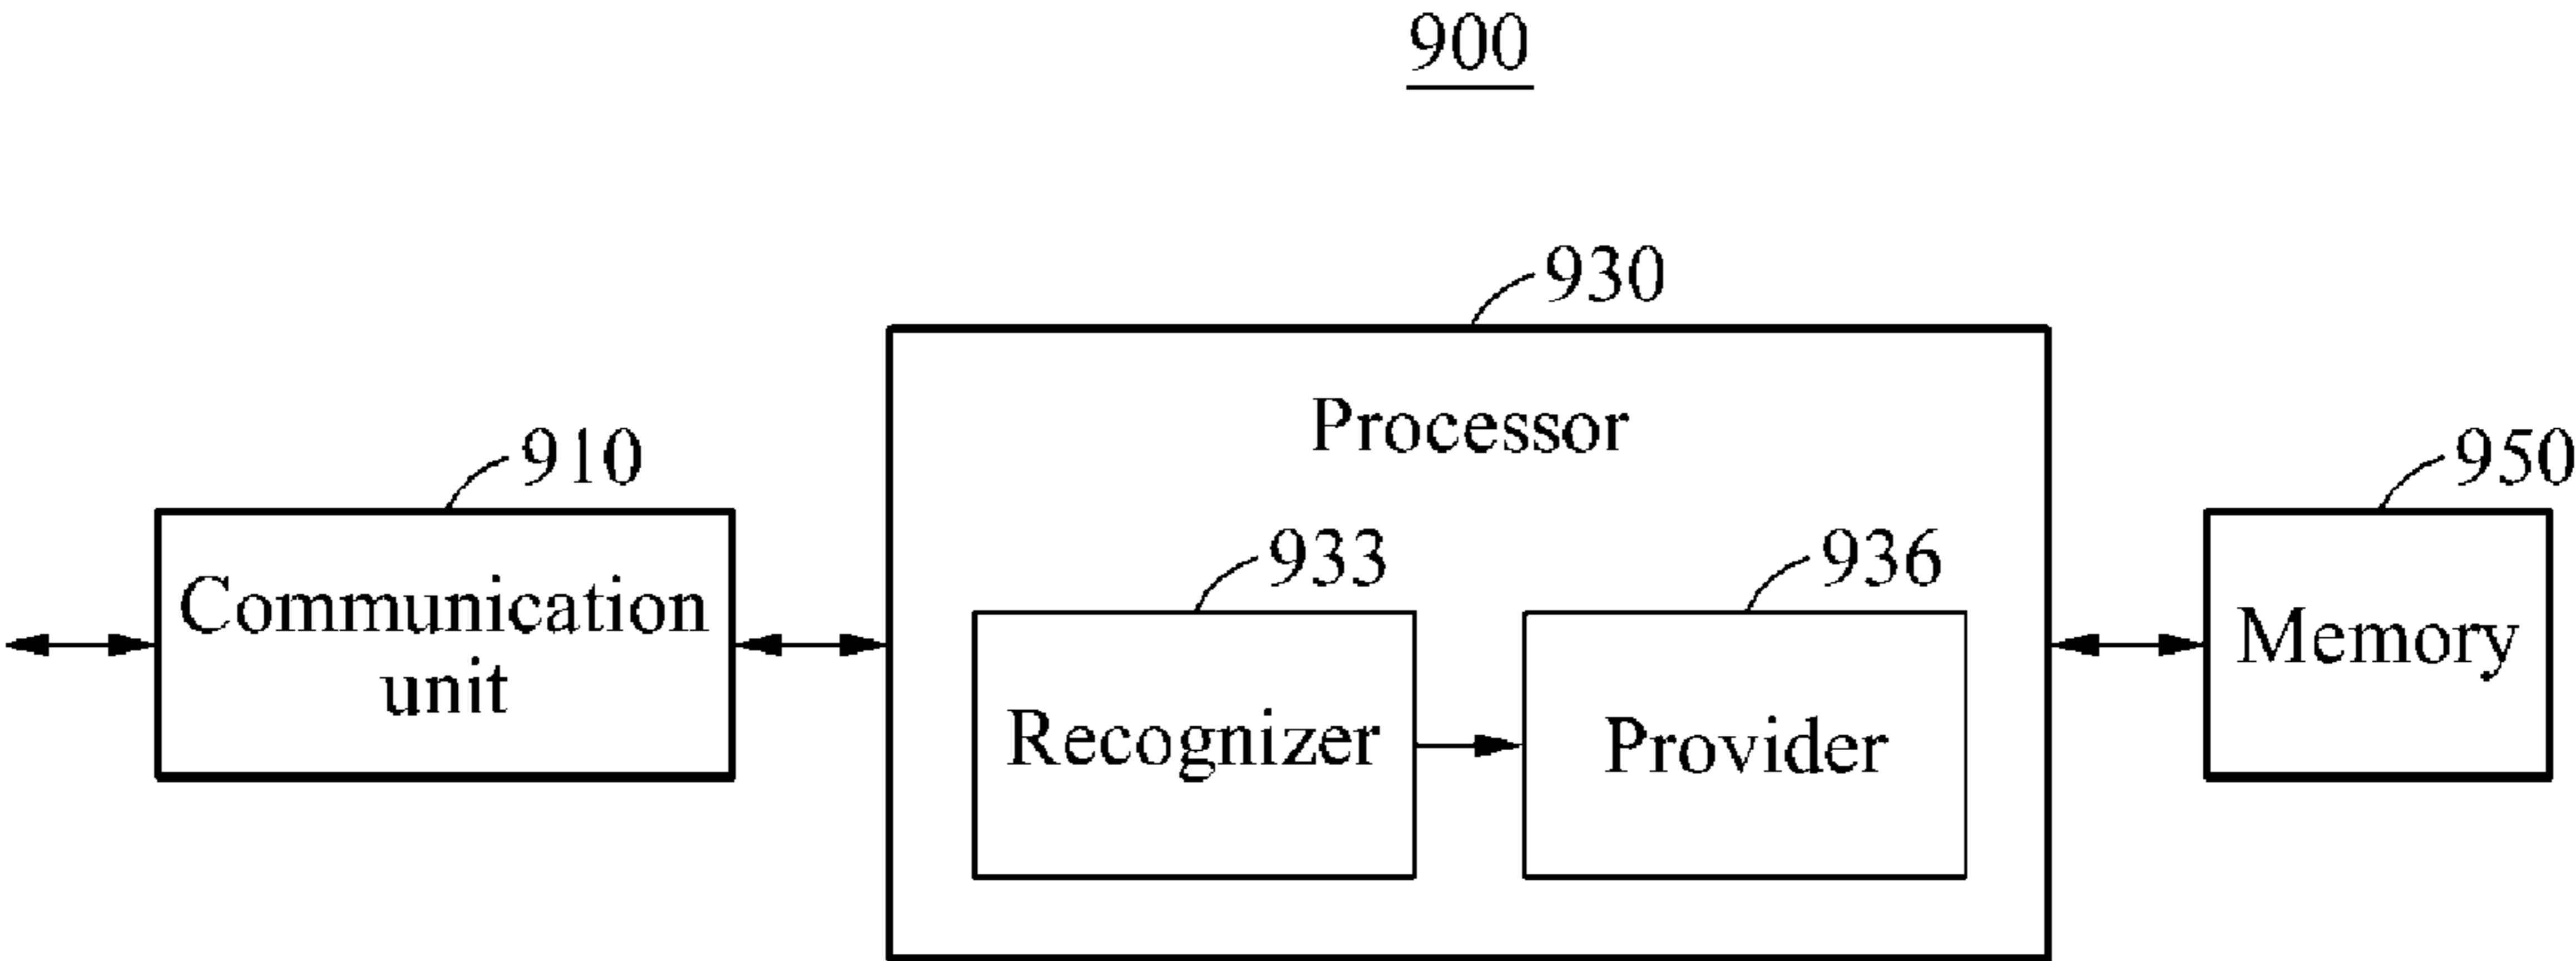 900
930
Processor
910
950
933
936
Communication
unit
Memory
Recognizer
Provider